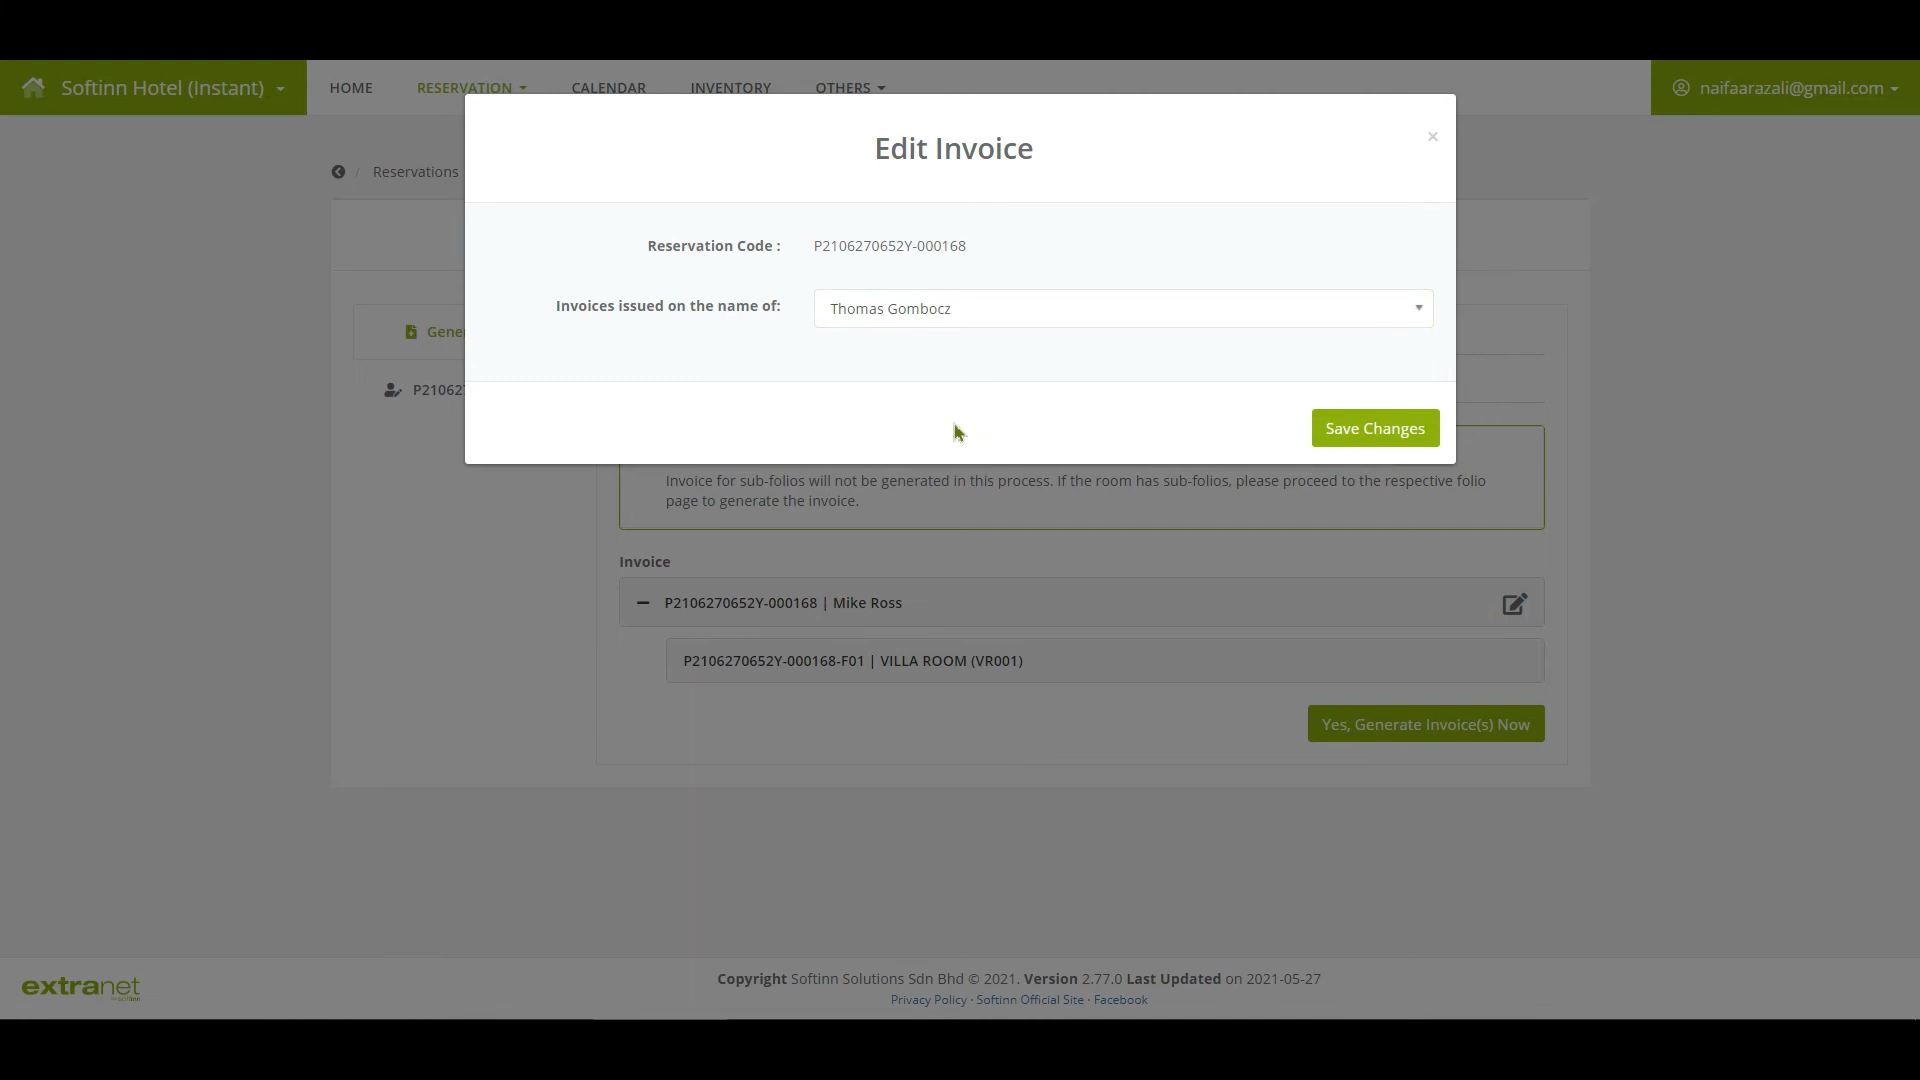 Softinn Hotel (Instant)
HOME
RESERVATION
CALENDAR
INVENTORY
OTHERS
naifaarazali@gmail.com
Edit Invoice
×
/ Reservations
Reservation Code :
P2106270652Y-000168
Invoices issued on the name of:
Thomas Gombocz
Gene
P21062
Save Changes
Invoice for sub-folios will not be generated in this process. If the room has sub-folios, please proceed to the respective folio
page to generate the invoice.
Invoice
P2106270652Y-000168 | Mike Ross
P2106270652Y-000168-F01 | VILLA ROOM (VR001)
Yes, Generate Invoice(s) Now
extranet
Copyright Softinn Solutions Sdn Bhd © 2021. Version 2.77.0 Last Updated on 2021-05-27
Privacy Policy · Softinn Official Site · Facebook